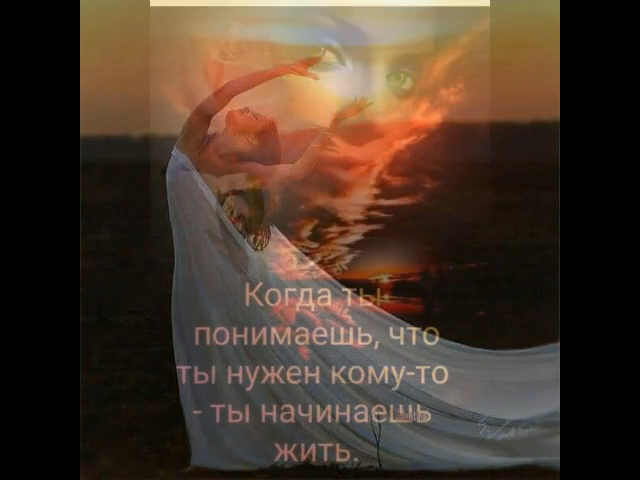 Когда ты
понимаешь, что
ты нужен кому-то
- ты начинаешь
жить.